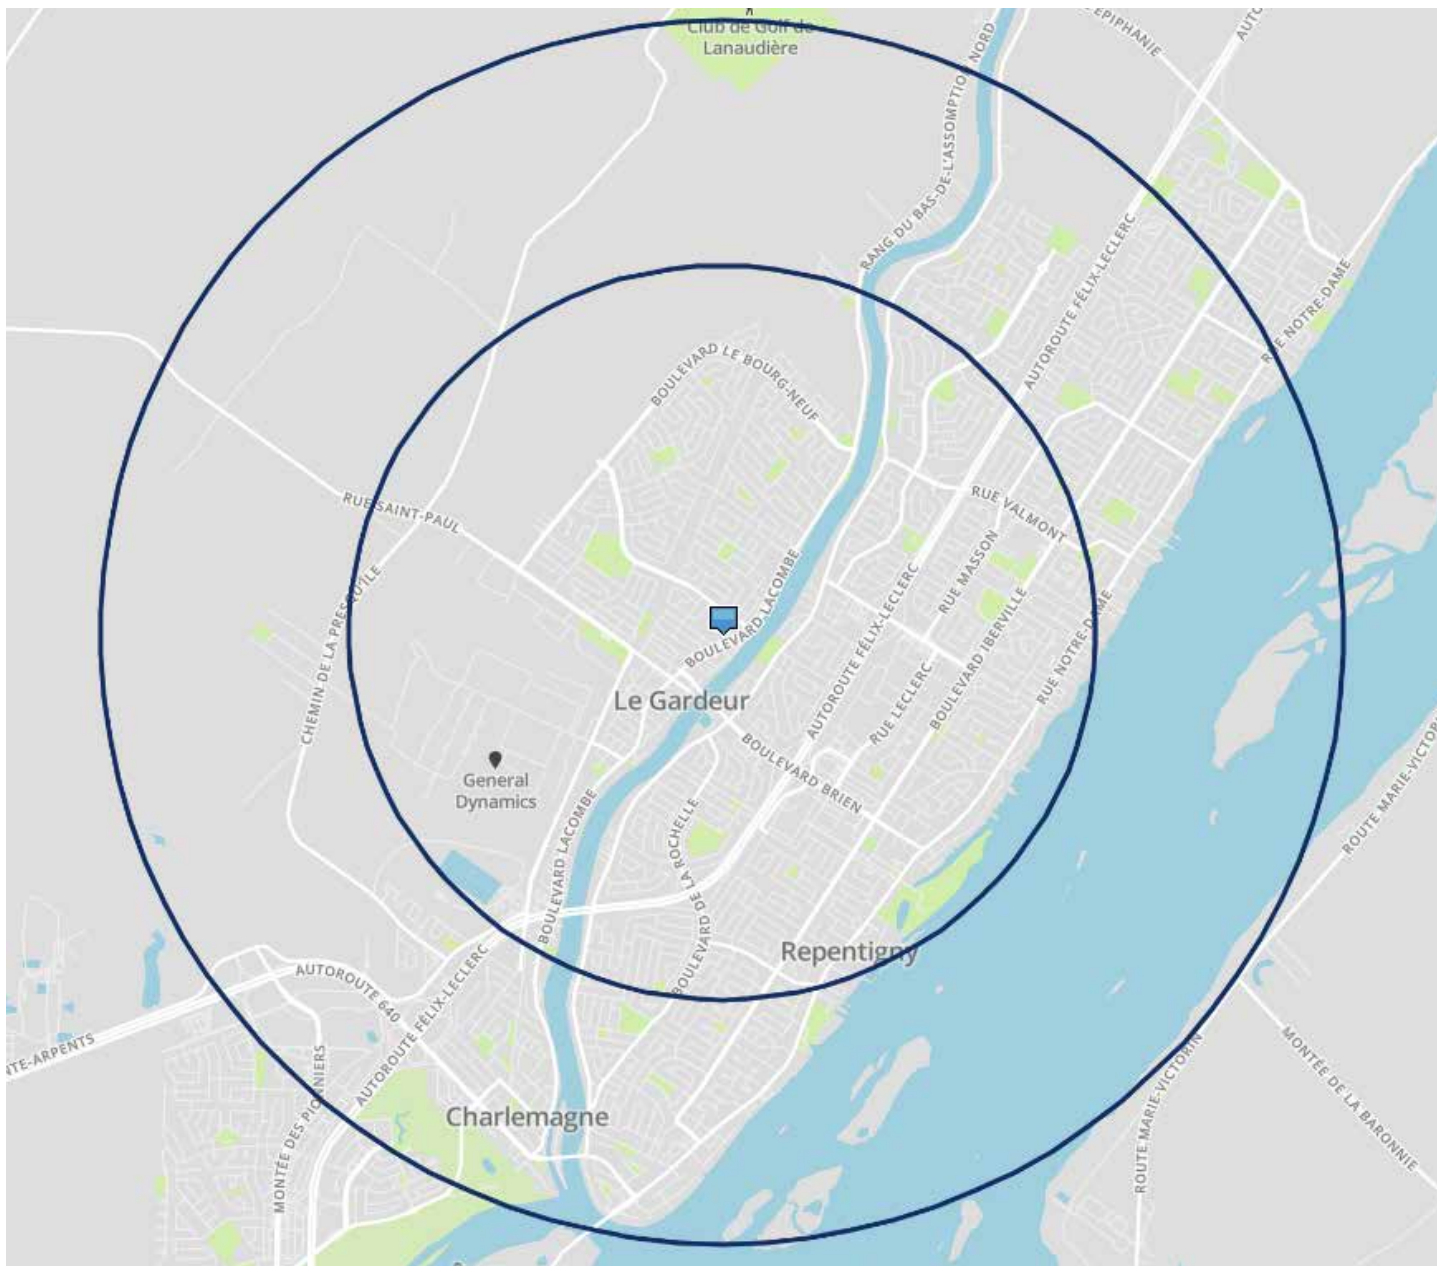 Club de Golf de
Lanaudière
ÉPIPHANIE
AUTO
RANG DU BAS-DE-L'ASSOMPTION NORD
AUTOROUTE FÉLIX-LECLERC
RUE NOTRE-DAME
BOULEVARD LE BOURG-NEUF
RUE SAINT-PAUL
RUE VALMONT
RUE MASSON
BOULEVARD LACOMBE
AUTOROUTE FÉLIX-LECLERC
BOULEVARD IBERVILLE
RUE NOTRE-DAME
CHEMIN DE LA PRESQU'ÎLE
RUE LECLERC
Le Gardeur
BOULEVARD BRIEN
General
Dynamics
ROUTE MARIE-VICTOR
BOULEVARD LACOMBE
BOULEVARD DE LA ROCHELLE
Repentigny
AUTOROUTE 640
AUTOROUTE FÉLIX-LECLERC
NTE-ARPENTS
MONTÉE DES PIONNIERS
Charlemagne
ROUTE MARIE-VICTORIN
MONTÉE DE LA BARONNIE